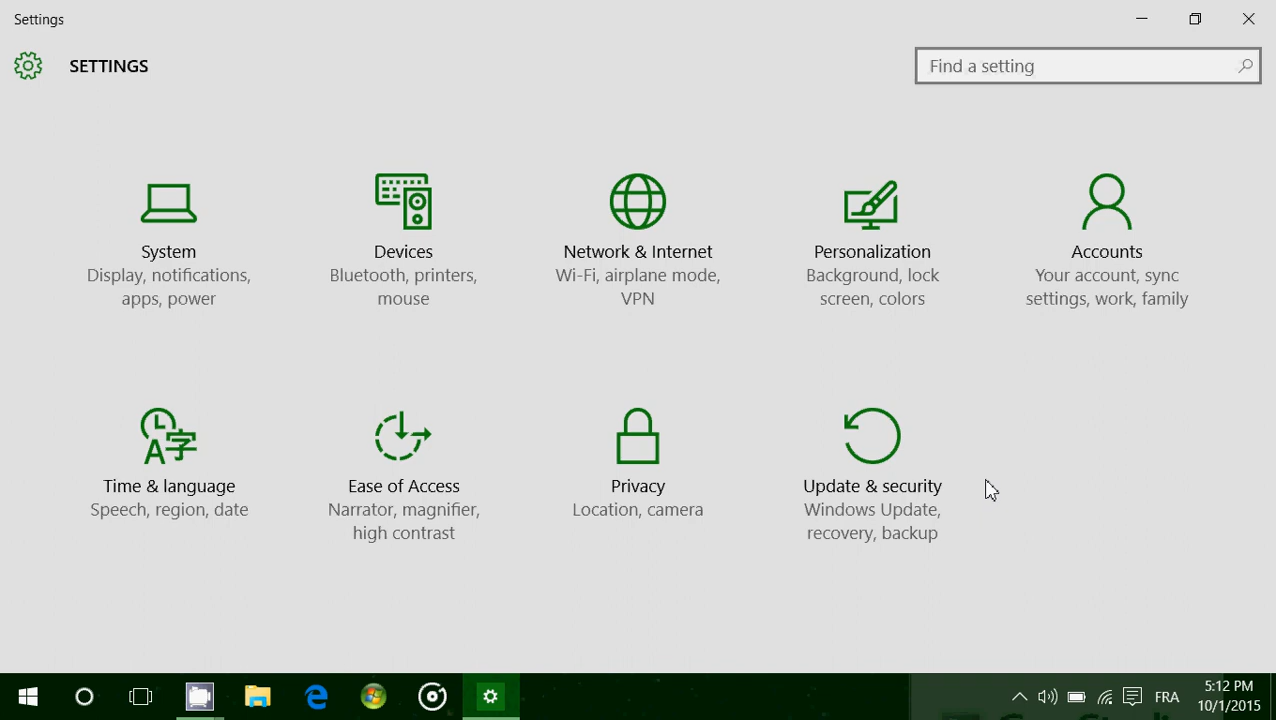 Settings
SETTINGS
Find a setting
System
Display, notifications,
apps, power
Devices
Bluetooth, printers,
mouse
Network & Internet
Wi-Fi, airplane mode,
VPN
Personalization
Background, lock
screen, colors
Accounts
Your account, sync
settings, work, family
A字
Time & language
Speech, region, date
Ease of Access
Narrator, magnifier,
high contrast
Privacy
Location, camera
Update & security
Windows Update,
recovery, backup
FRA
5:12 PM
10/1/2015